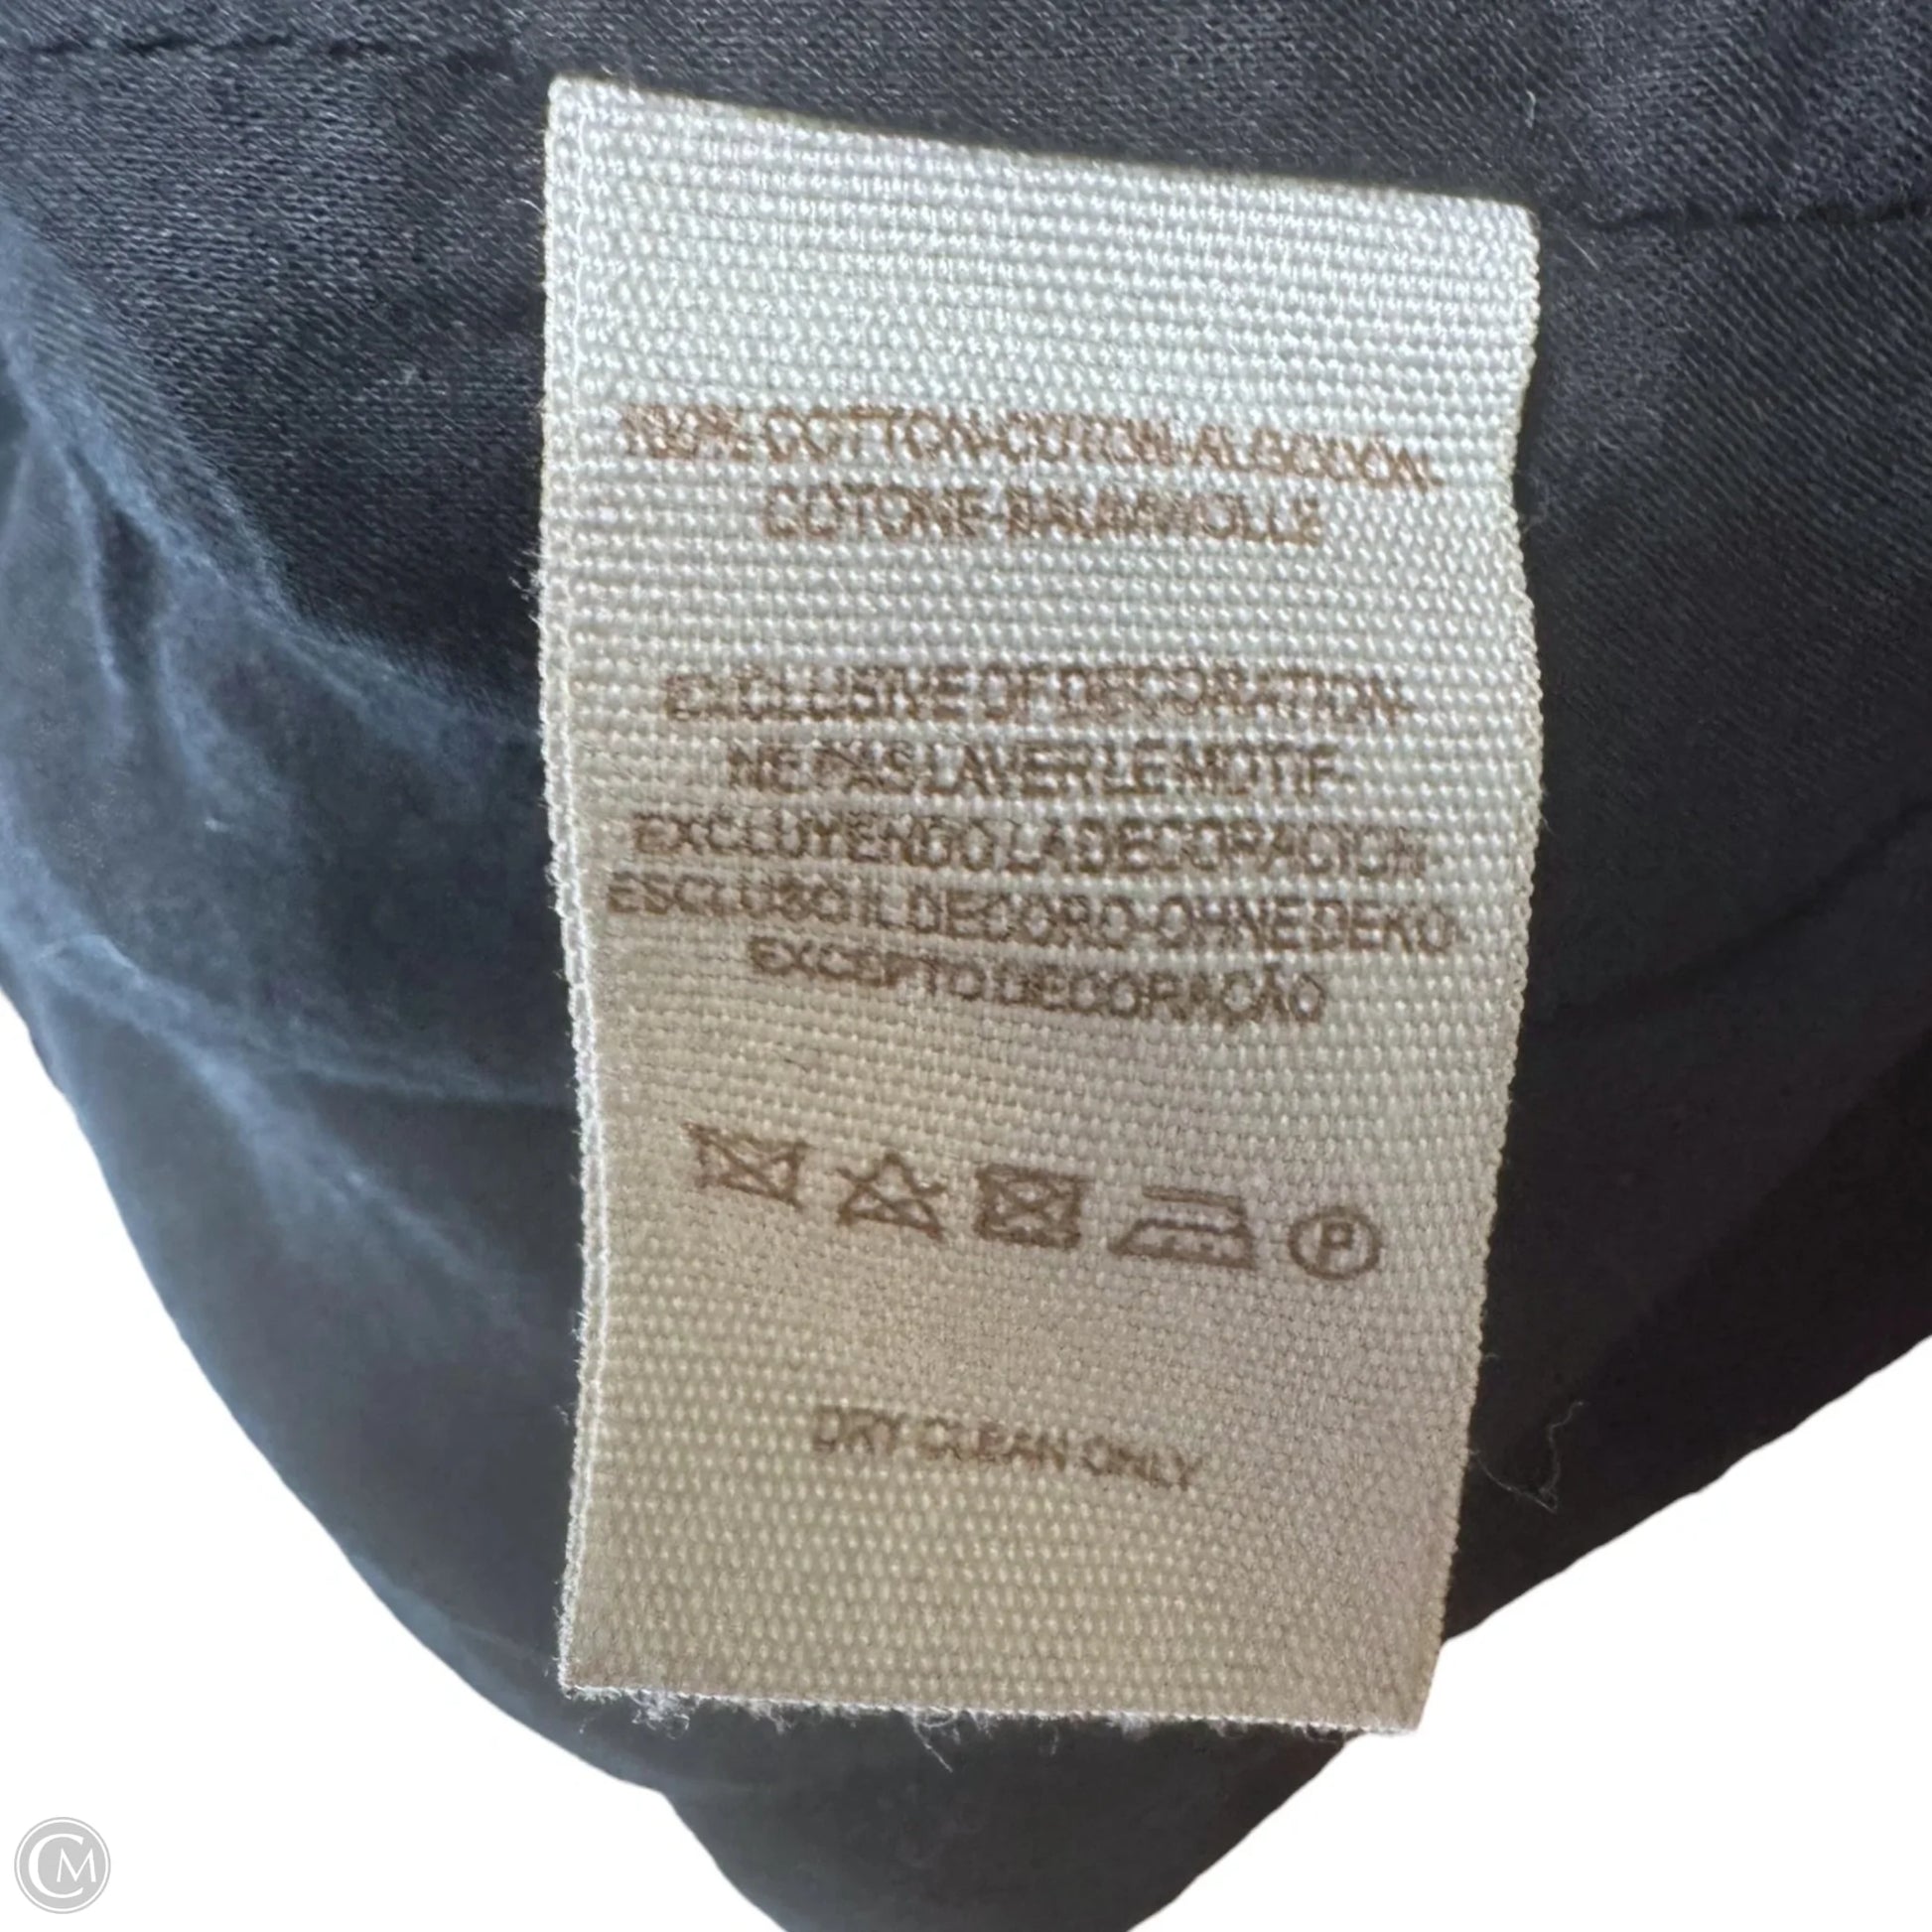 100% COTTON-COTON-ALGODON
COTONE-BAUMWOLLE
EXCLUSIVE OF DECORATION-
NE PAS LAVER LE MOTIF-
EXCLUYENDO LA DECORACION
ESCLUSO IL DECORO-OHNE DEKO
EXCEPTO DECORAÇÃO
P
DRY CLEAN ONLY
CM